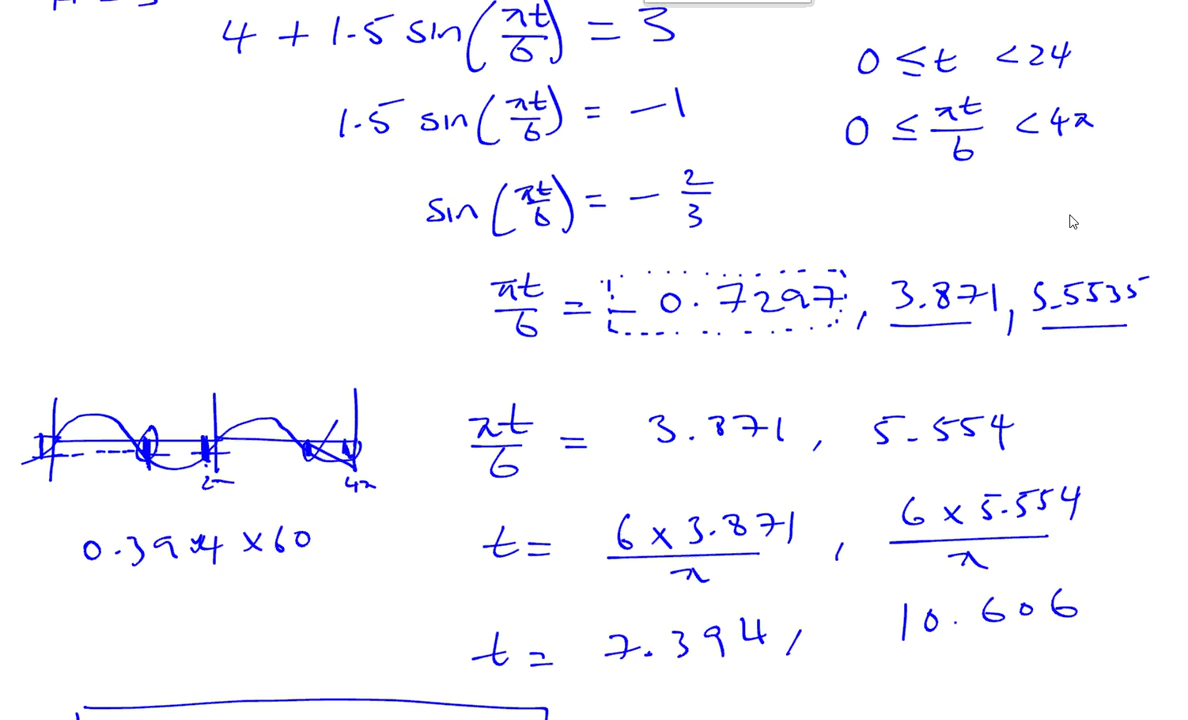 4 + 1.5 sin(πt/6) = 3
0 ≤ t < 24
1.5 sin(πt/6) = -1
0 ≤ πt/6 < 4π
sin(πt/6) = -2/3
πt/6 = -0.7297, 3.871, 5.5535
πt/6 = 3.871, 5.554
2π 4π
0.394 × 60
t = 6 × 3.871/π, 6 × 5.554/π
t = 7.394, 10.606